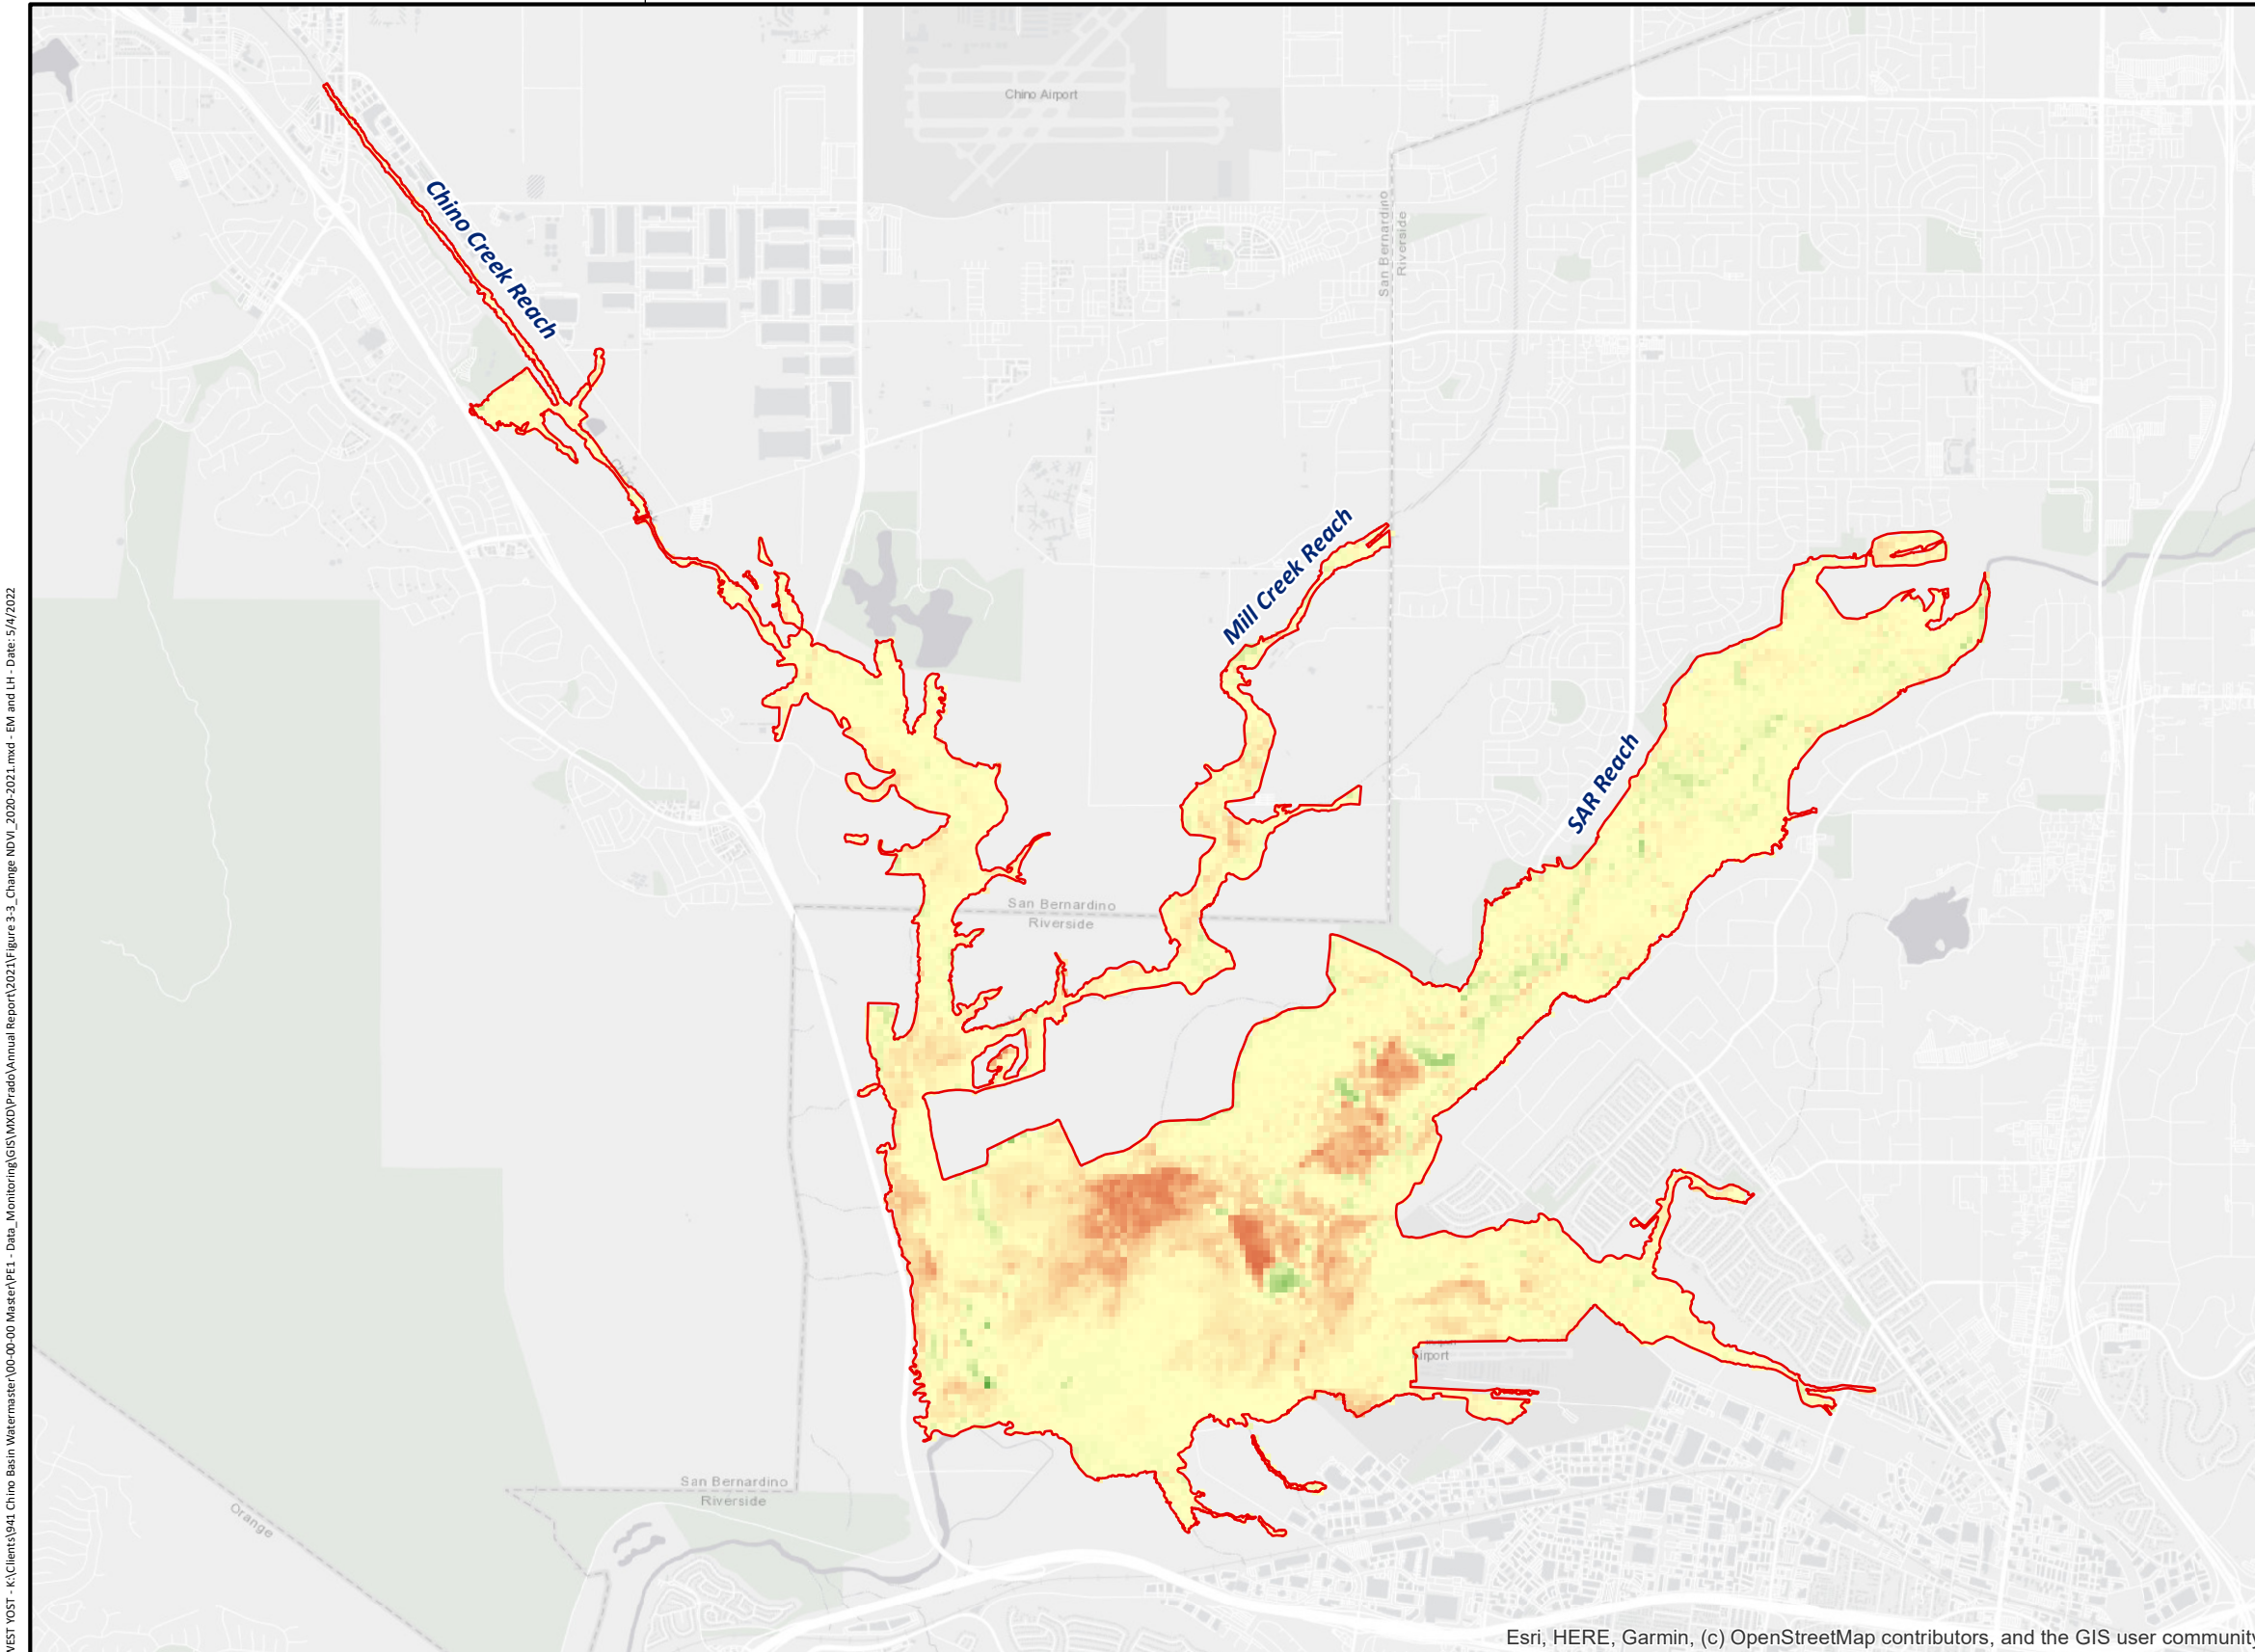 Chino Airport
Chino Creek Reach
San Bernardino
Riverside
Mill Creek Reach
SAR Reach
San Bernardino
Riverside
Airport
San Bernardino
Riverside
Orange
Esri, HERE, Garmin, (c) OpenStreetMap contributors, and the GIS user community
WEST YOST - K:\Clients\941 Chino Basin Watermaster\00-00-00 Master\PE1 - Data_Monitoring\GIS\MXD\Prado\Annual Report\2021\Figure 3-3_Change NDVI_2020-2021.mxd - EM and LH - Date: 5/4/2022